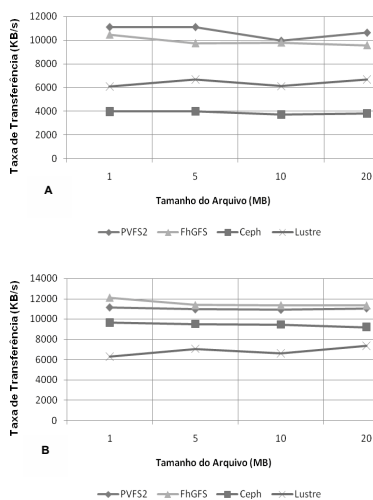 Taxa de Transferência (KB/s)
12000
10000
8000
6000
4000
2000
0
1 5 10 20
A
Tamanho do Arquivo (MB)
PVFS2 FhGFS Ceph Lustre
Taxa de Transferência (KB/s)
14000
12000
10000
8000
6000
4000
2000
0
1 5 10 20
B
Tamanho do Arquivo (MB)
PVFS2 FhGFS Ceph Lustre